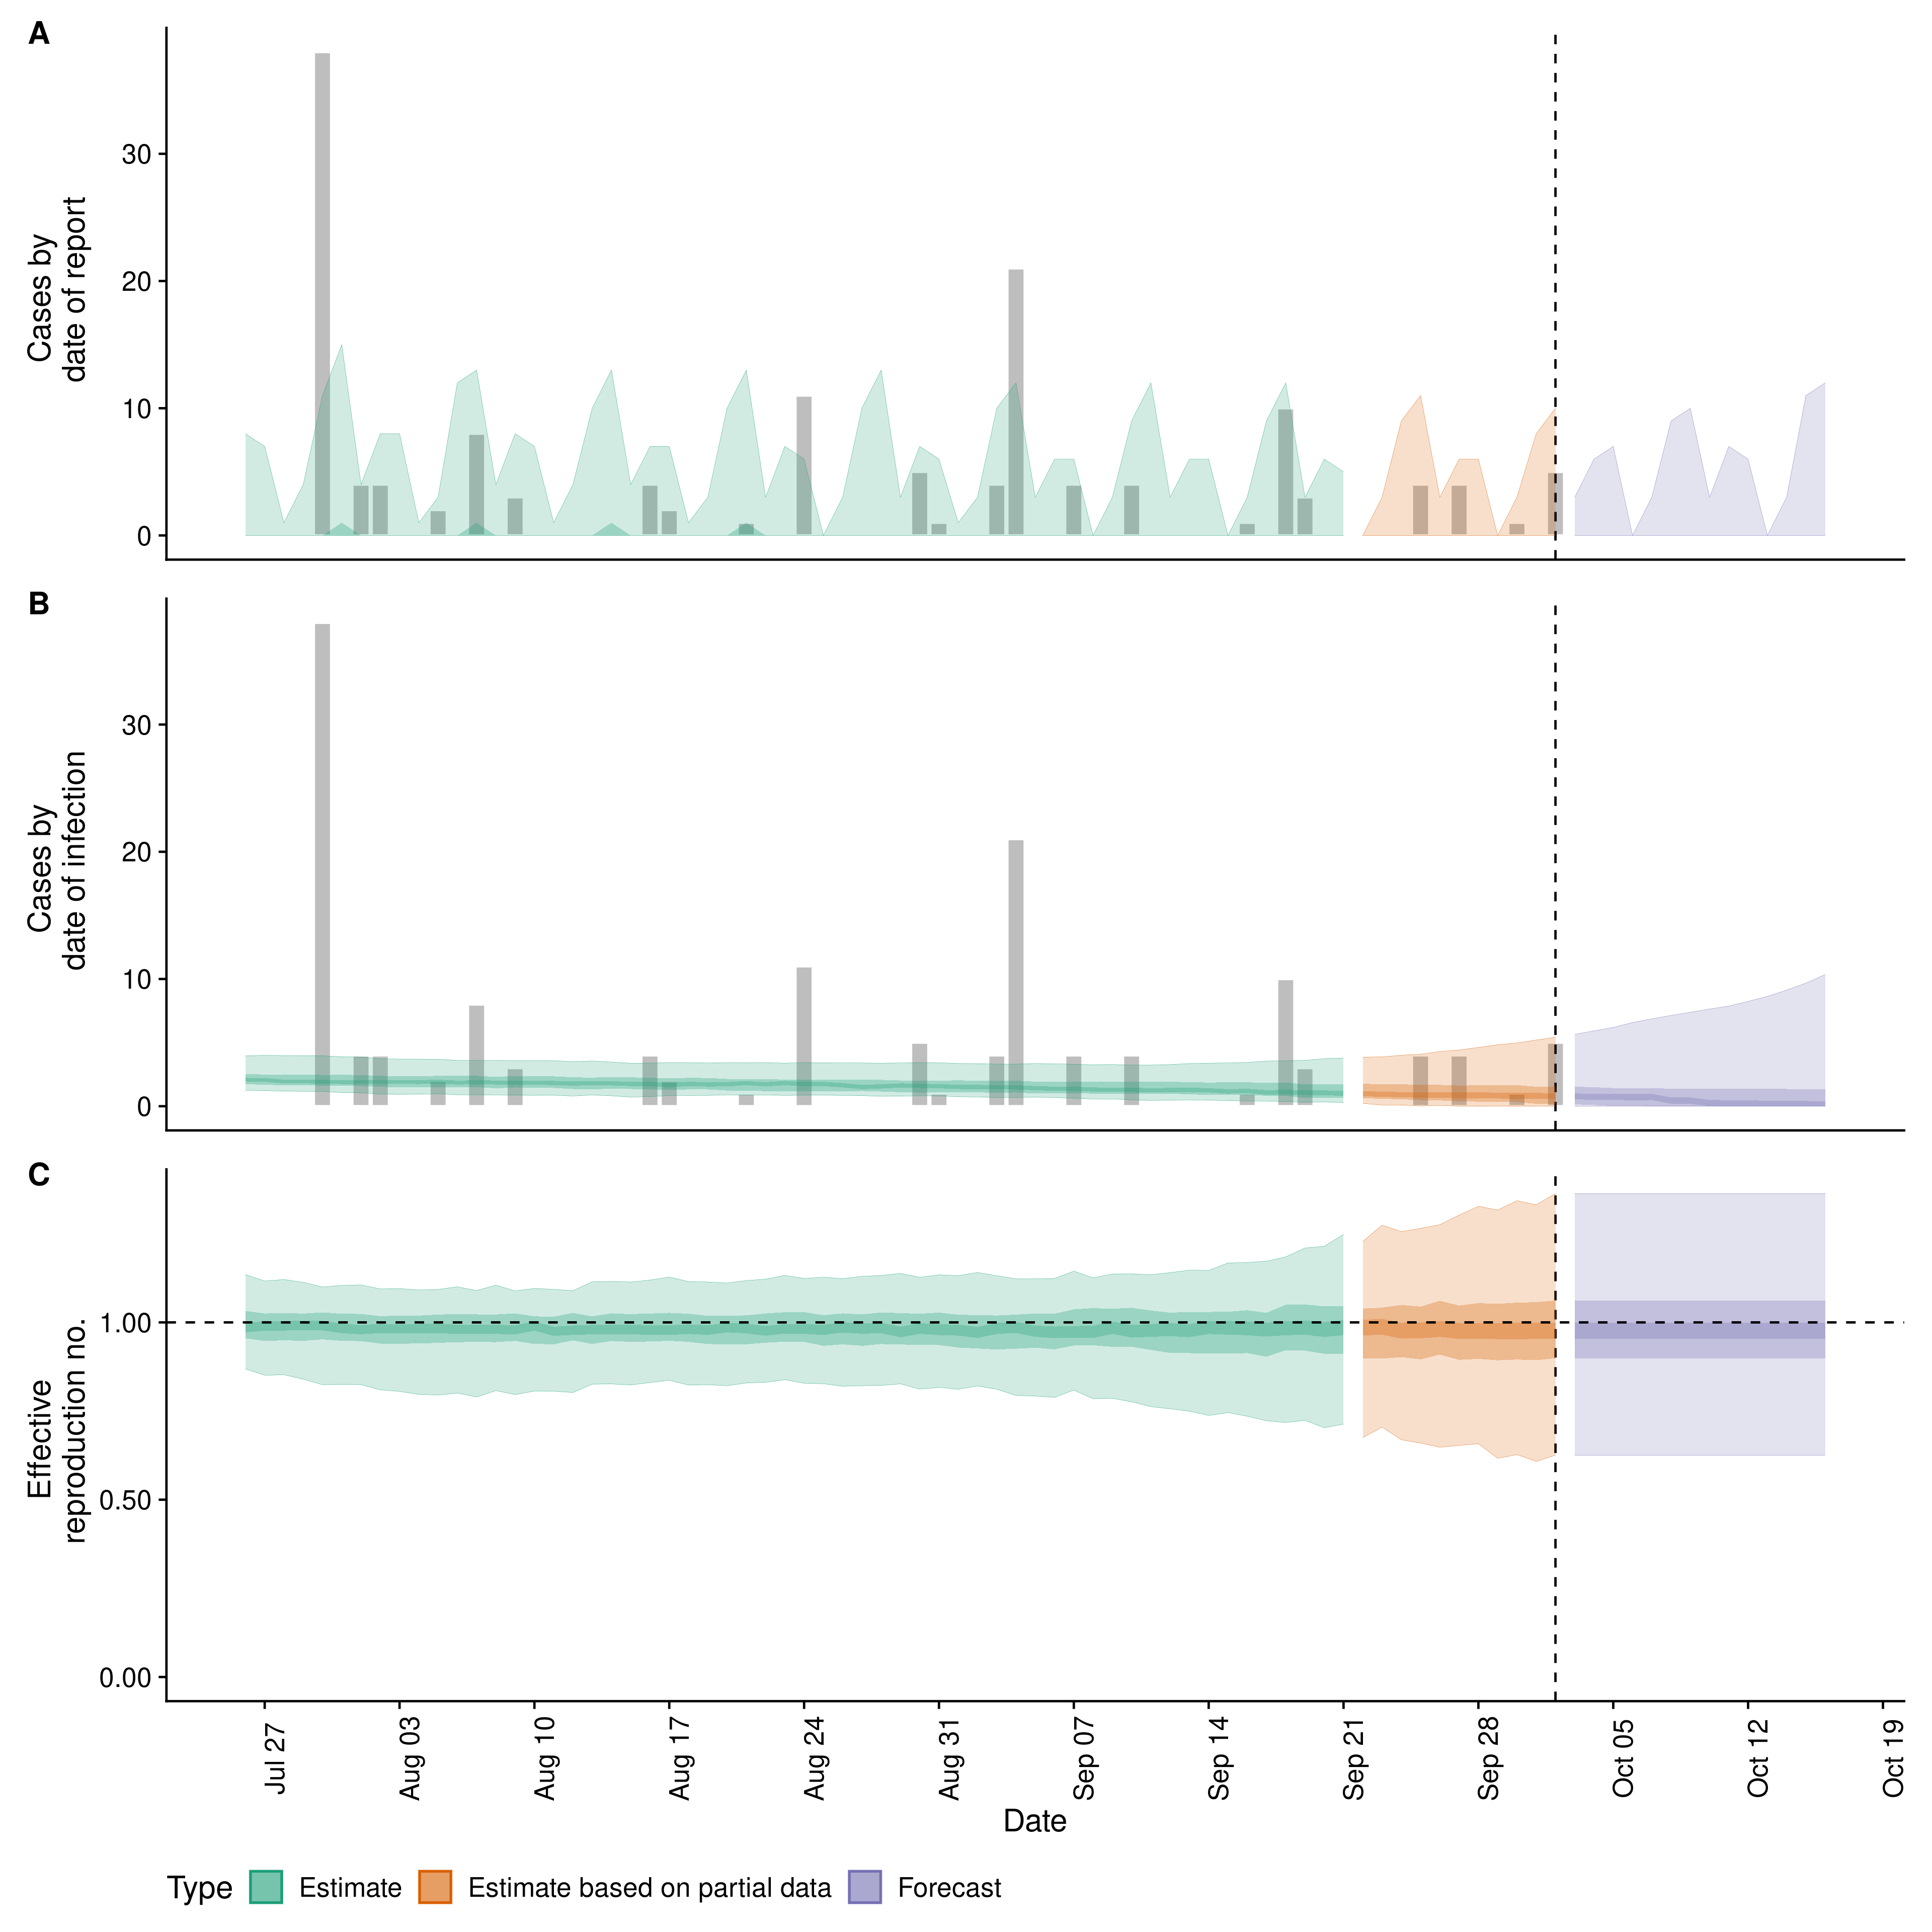 A
Cases by
date of report
30
20
10
0
B
Cases by
date of infection
30
20
10
0
C
Effective
reproduction no.
1.00
0.50
0.00
Jul 27
Aug 03
Aug 10
Aug 17
Aug 24
Aug 31
Sep 07
Sep 14
Sep 21
Sep 28
Oct 05
Oct 12
Oct 19
Date
Type Estimate Estimate based on partial data Forecast